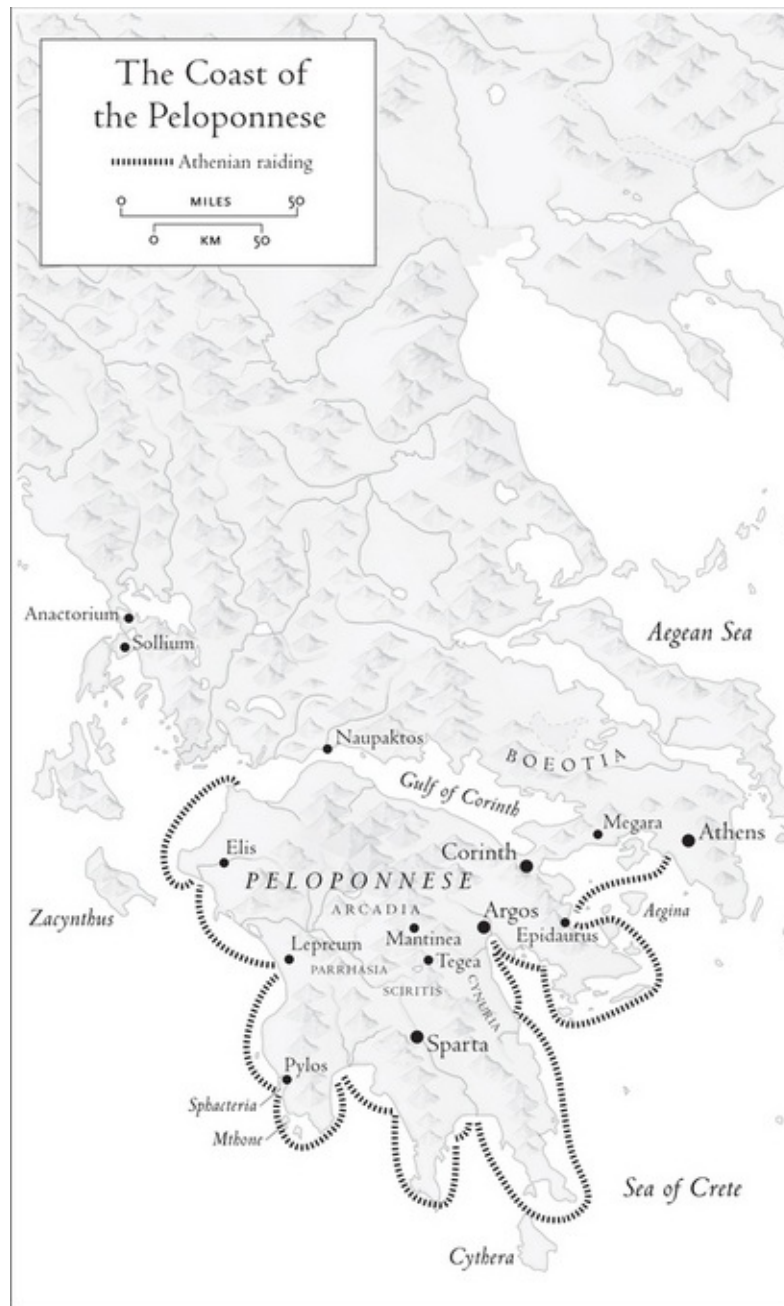 The Coast of
the Peloponnese
Athenian raiding
0 MILES 50
0 KM 50
Anactorium
Sollium
Aegean Sea
Naupaktos
BOEOTIA
Gulf of Corinth
Megara
Athens
Elis
Corinth
PELOPONNESE
Zacynthus
ARCADIA
Argos
Aegina
Mantinea
Epidaurus
Lepreum
Tegea
PARRHASIA
SCIRITIS
CYNURIA
Sparta
Pylos
Sphacteria
Mthone
Sea of Crete
Cythera